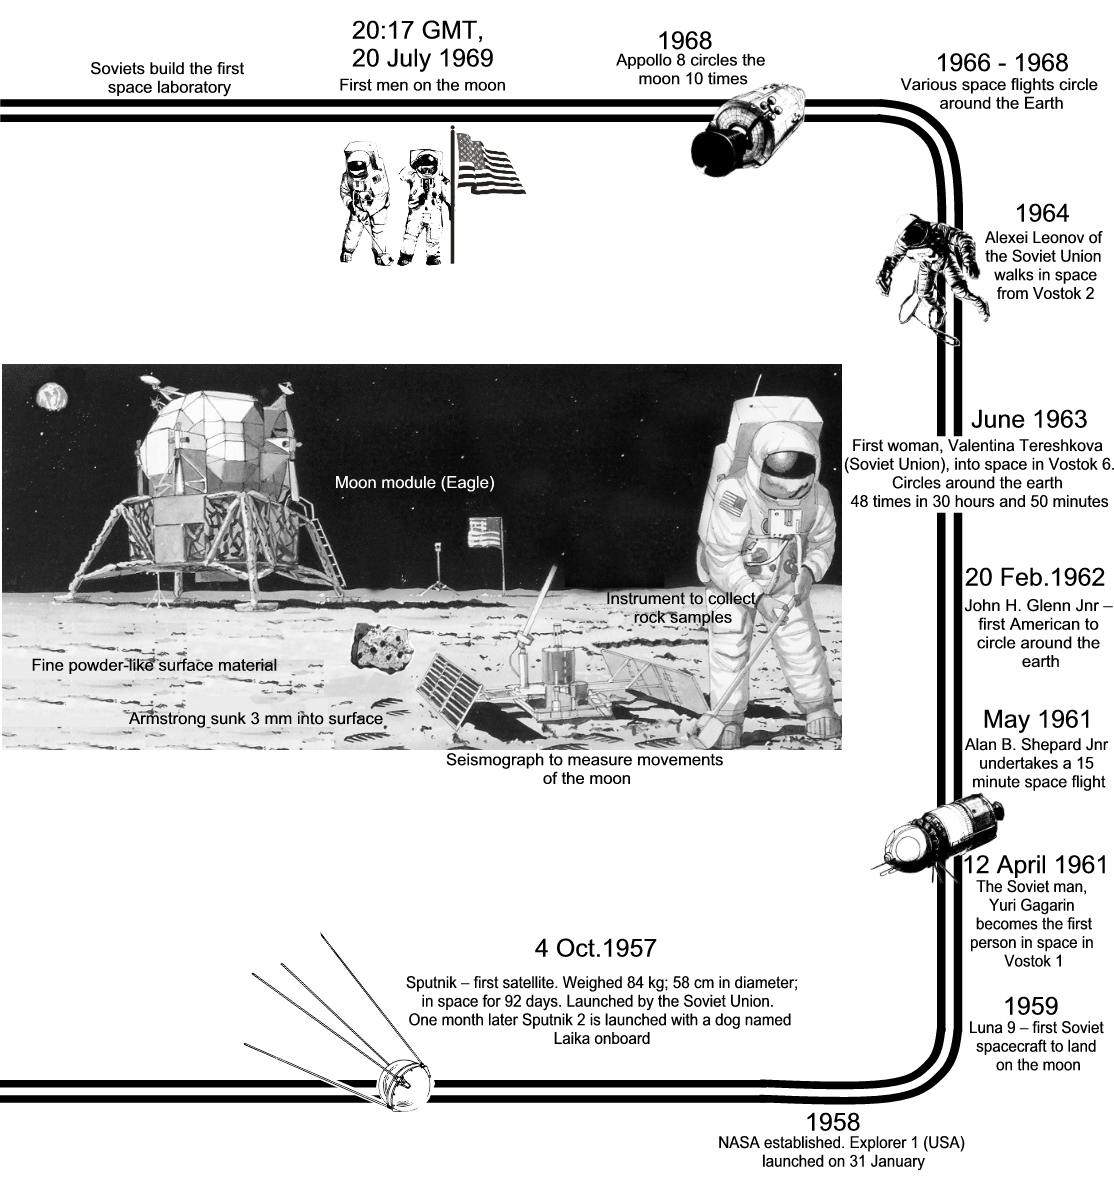 Soviets build the first
space laboratory
20:17 GMT,
20 July 1969
First men on the moon
1968
Appollo 8 circles the
moon 10 times
1966 - 1968
Various space flights circle
around the Earth
1964
Alexei Leonov of
the Soviet Union
walks in space
from Vostok 2
June 1963
First woman, Valentina Tereshkova
(Soviet Union), into space in Vostok 6.
Circles around the earth
48 times in 30 hours and 50 minutes
20 Feb.1962
John H. Glenn Jnr –
first American to
circle around the
earth
May 1961
Alan B. Shepard Jnr
undertakes a 15
minute space flight
12 April 1961
The Soviet man,
Yuri Gagarin
becomes the first
person in space in
Vostok 1
1959
Luna 9 – first Soviet
spacecraft to land
on the moon
1958
NASA established. Explorer 1 (USA)
launched on 31 January
4 Oct.1957
Sputnik – first satellite. Weighed 84 kg; 58 cm in diameter;
in space for 92 days. Launched by the Soviet Union.
One month later Sputnik 2 is launched with a dog named
Laika onboard
Moon module (Eagle)
Instrument to collect
rock samples
Fine powder-like surface material
Armstrong sunk 3 mm into surface
Seismograph to measure movements
of the moon